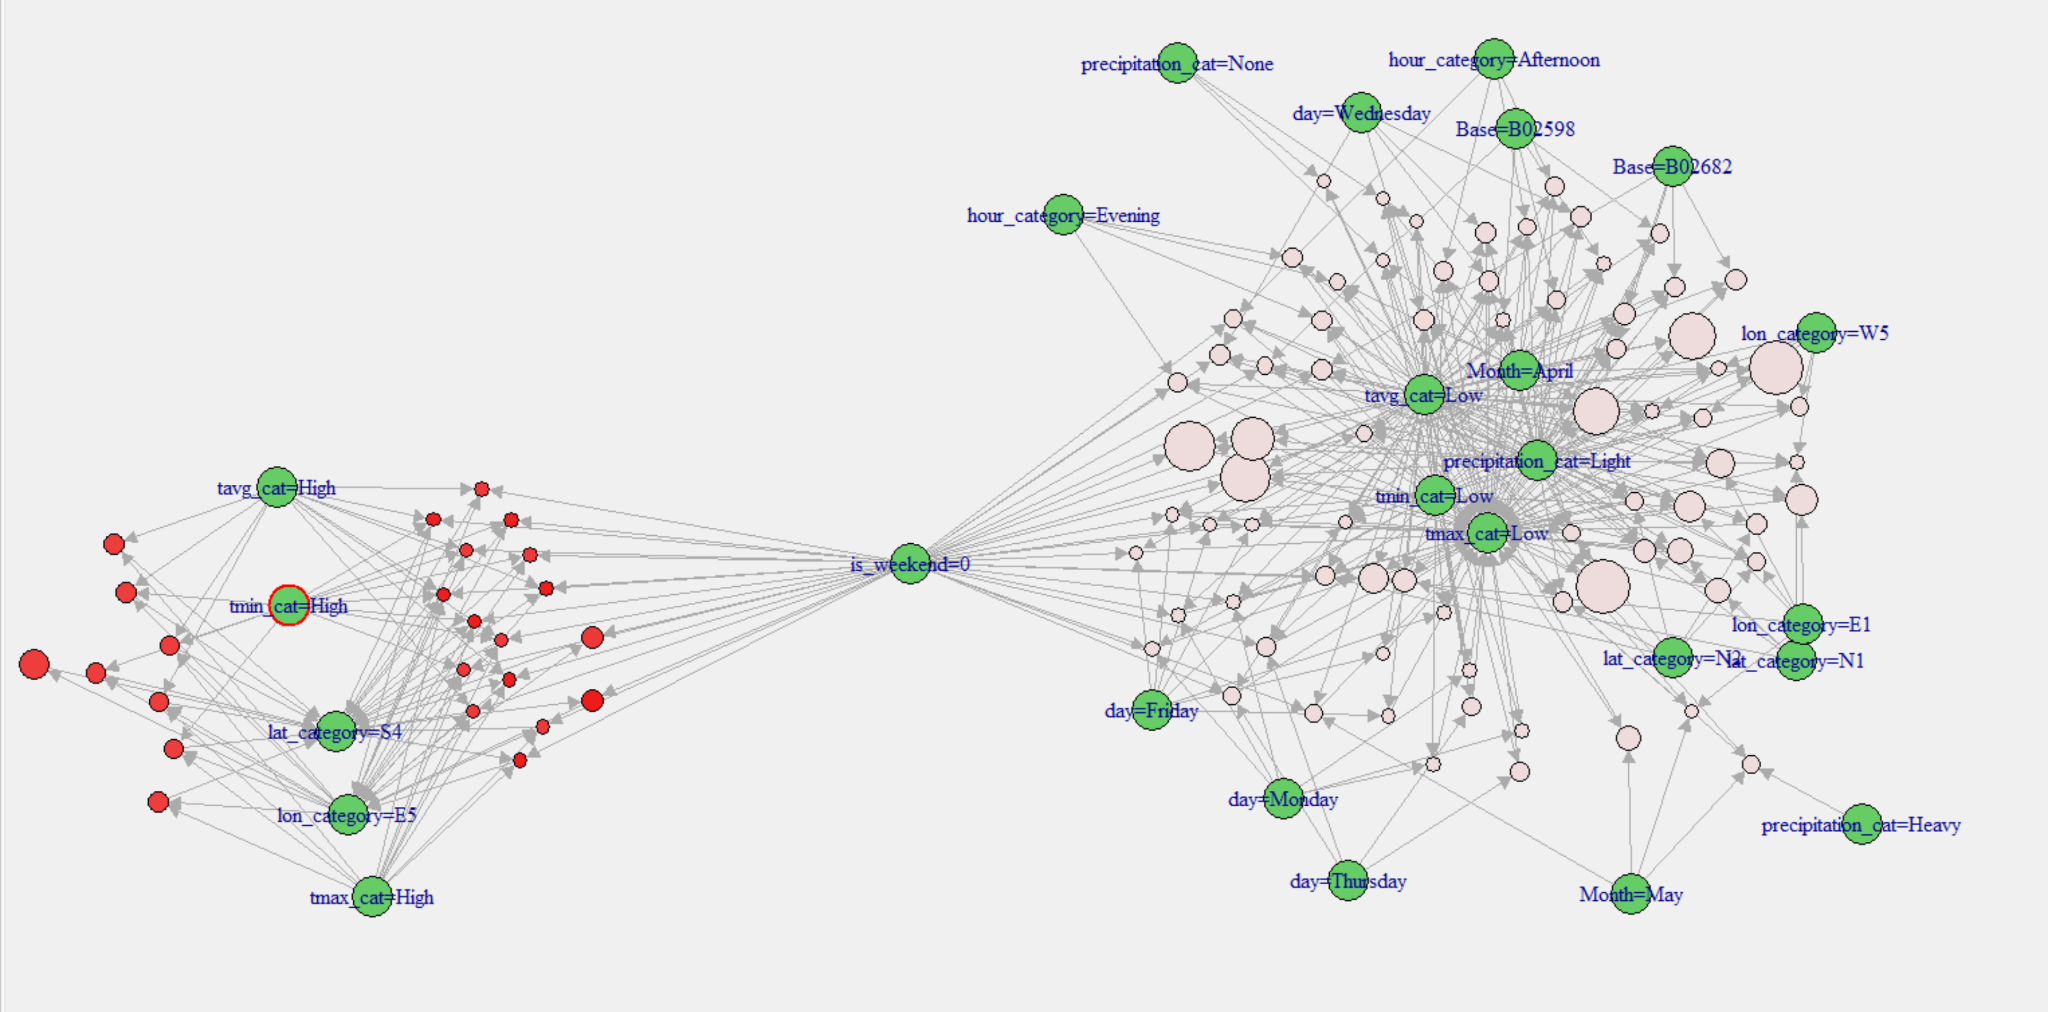 hour_category=Afternoon
precipitation_cat=None
day=Wednesday
Base=B02598
Base=B02682
hour_category=Evening
lon_category=W5
Month=April
tavg_cat=Low
precipitation_cat=Light
tavg_cat=High
tmin_cat=Low
tmax_cat=Low
is_weekend=0
tmin_cat=High
lon_category=E1
lat_category=N2
lat_category=N1
day=Friday
lat_category=S4
day=Monday
lon_category=E5
precipitation_cat=Heavy
day=Thursday
Month=May
tmax_cat=High